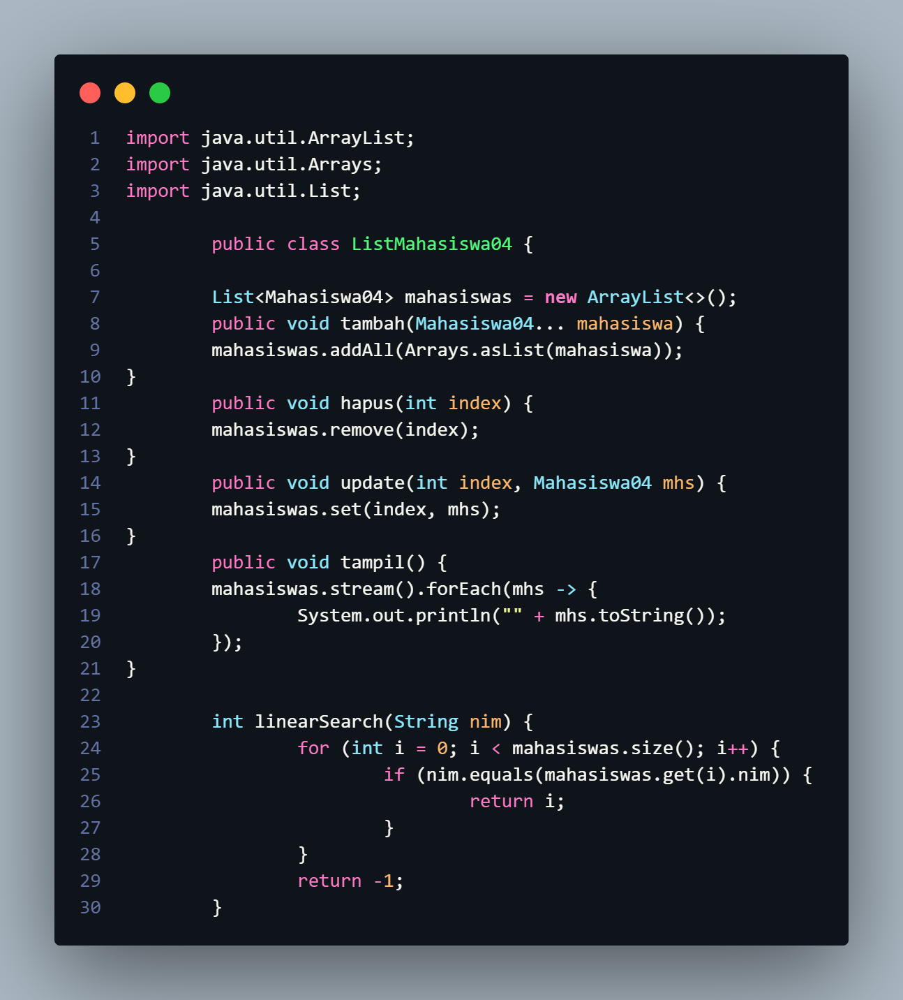 1 import java.util.ArrayList;
2 import java.util.Arrays;
3 import java.util.List;
4
5         public class ListMahasiswa04 {
6
7         List<Mahasiswa04> mahasiswas = new ArrayList<>();
8         public void tambah(Mahasiswa04... mahasiswa) {
9         mahasiswas.addAll(Arrays.asList(mahasiswa));
10 }
11         public void hapus(int index) {
12         mahasiswas.remove(index);
13 }
14         public void update(int index, Mahasiswa04 mhs) {
15         mahasiswas.set(index, mhs);
16 }
17         public void tampil() {
18         mahasiswas.stream().forEach(mhs -> {
19                 System.out.println("" + mhs.toString());
20         });
21 }
22
23         int linearSearch(String nim) {
24                 for (int i = 0; i < mahasiswas.size(); i++) {
25                         if (nim.equals(mahasiswas.get(i).nim)) {
26                                 return i;
27                         }
28                 }
29                 return -1;
30         }